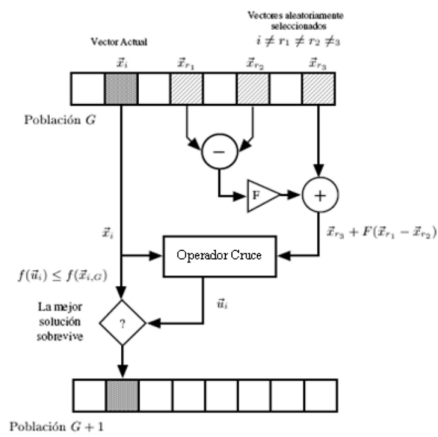 Vectores aleatoriamente
seleccionados
Vector Actual
i ≠ r₁ ≠ r₂ ≠₃
x⃗ᵢ x⃗ᵣ₁ x⃗ᵣ₂ x⃗ᵣ₃
Población G
−
F
+
x⃗ᵣ₃ + F(x⃗ᵣ₁ − x⃗ᵣ₂)
x⃗ᵢ
Operador Cruce
f(u⃗ᵢ) ≤ f(x⃗ᵢ,G)
u⃗ᵢ
La mejor
solución
sobrevive
?
Población G + 1